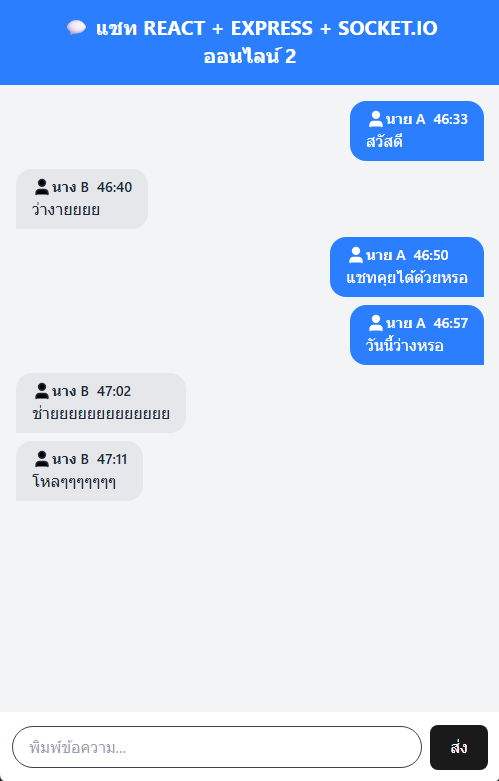 💬 แชท REACT + EXPRESS + SOCKET.IO
ออนไลน์ 2
นาย A 46:33
สวัสดี
นาง B 46:40
ว่างายยยย
นาย A 46:50
แชทคุยได้ด้วยหรอ
นาย A 46:57
วันนี้ว่างหรอ
นาง B 47:02
ช่ายยยยยยยยยยยยย
นาง B 47:11
โหลๆๆๆๆๆๆๆ
พิมพ์ข้อความ...
ส่ง